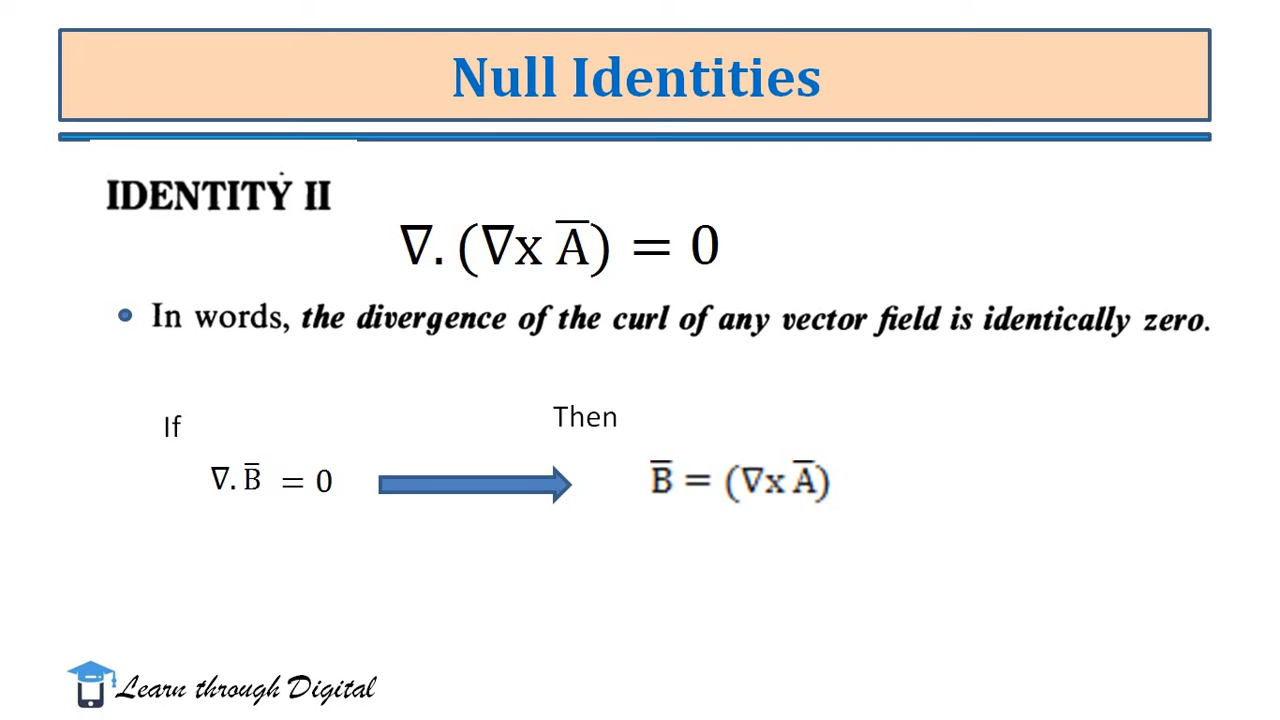 Null Identities
IDENTITY II
∇. (∇x A̅) = 0
In words, the divergence of the curl of any vector field is identically zero.
If
Then
∇. B̅ = 0
B̅ = (∇x A̅)
Learn through Digital